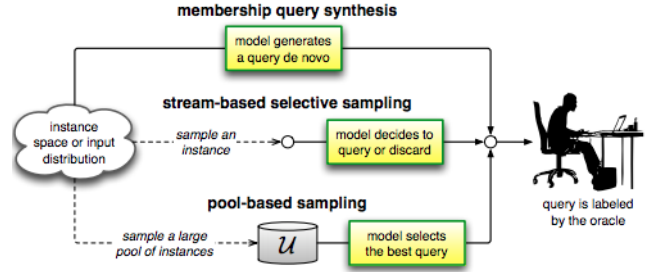 membership query synthesis
model generates
a query de novo
stream-based selective sampling
instance
space or input
distribution
sample an
instance
model decides to
query or discard
query is labeled
by the oracle
pool-based sampling
sample a large
pool of instances
U
model selects
the best query